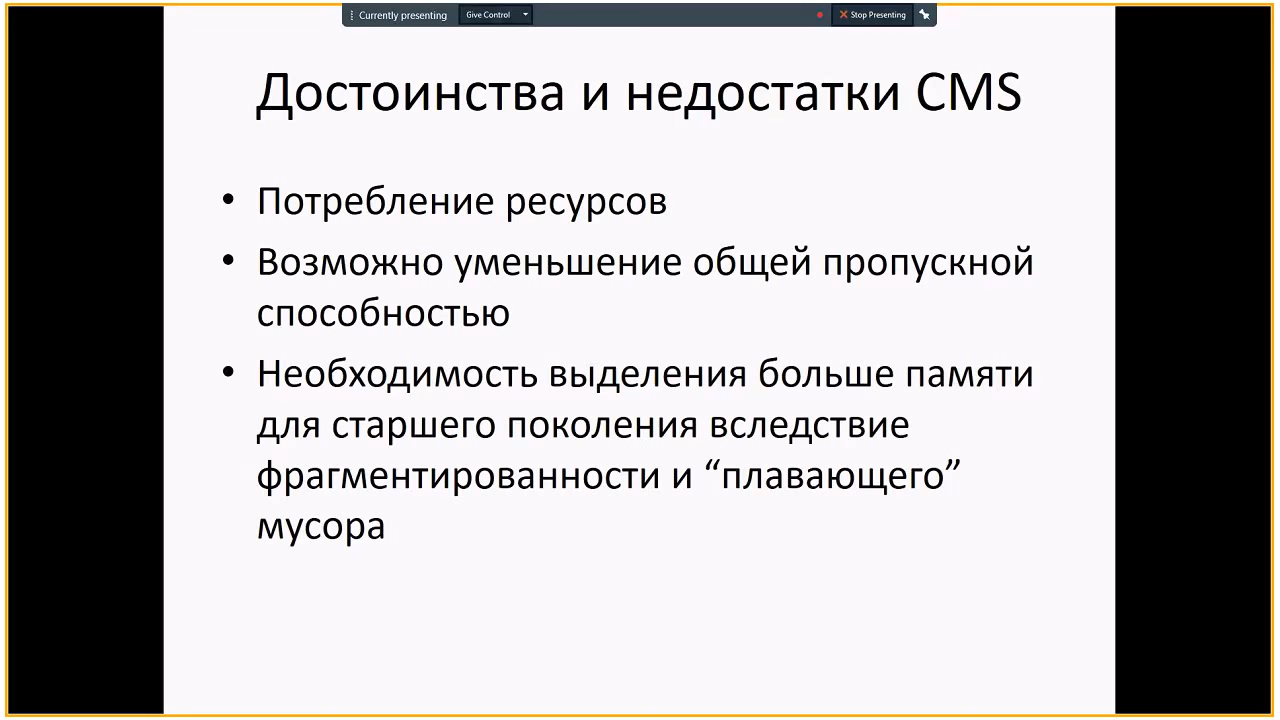 Currently presenting Give Control Stop Presenting
Достоинства и недостатки CMS
• Потребление ресурсов
• Возможно уменьшение общей пропускной
способностью
• Необходимость выделения больше памяти
для старшего поколения вследствие
фрагментированности и “плавающего”
мусора